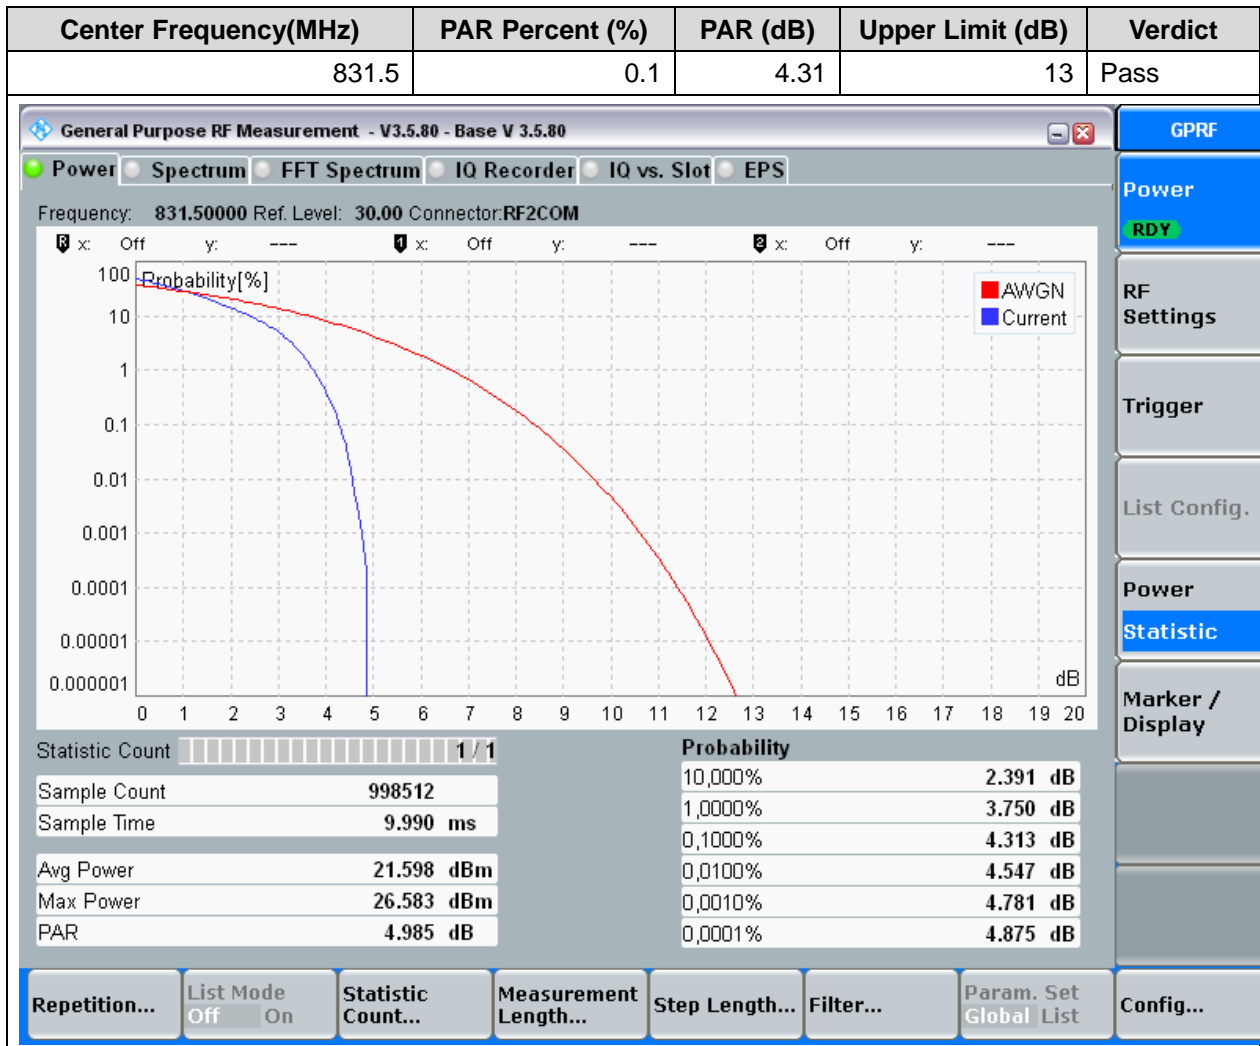 Center Frequency(MHz) PAR Percent (%) PAR (dB) Upper Limit (dB) Verdict
831.5 0.1 4.31 13 Pass
General Purpose RF Measurement - V3.5.80 - Base V 3.5.80
GPRF
Power Spectrum FFT Spectrum IQ Recorder IQ vs. Slot EPS
Power
RDY
Frequency: 831.50000 Ref. Level: 30.00 Connector:RF2COM
R x: Off y: --- 1 x: Off y: --- 2 x: Off y: ---
Probability[%]
AWGN
Current
100
10
1
0.1
0.01
0.001
0.0001
0.00001
0.000001
dB
0 1 2 3 4 5 6 7 8 9 10 11 12 13 14 15 16 17 18 19 20
RF
Settings
Trigger
List Config.
Power
Statistic
Marker /
Display
Statistic Count 1 / 1
Sample Count 998512
Sample Time 9.990 ms
Avg Power 21.598 dBm
Max Power 26.583 dBm
PAR 4.985 dB
Probability
10,000% 2.391 dB
1,0000% 3.750 dB
0,1000% 4.313 dB
0,0100% 4.547 dB
0,0010% 4.781 dB
0,0001% 4.875 dB
Repetition...
List Mode
Off On
Statistic
Count...
Measurement
Length...
Step Length...
Filter...
Param. Set
Global List
Config...